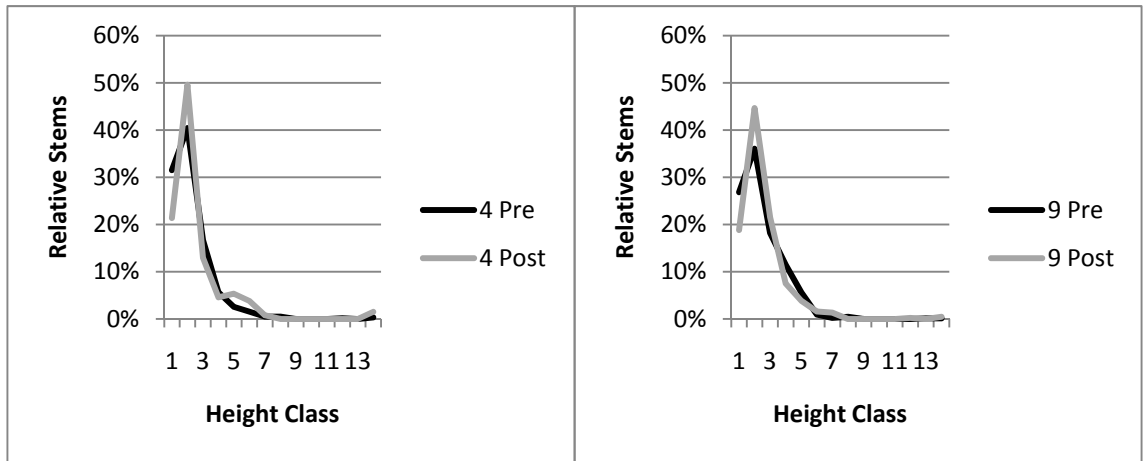 60%
50%
40%
30%
20%
10%
0%
Relative Stems
1 3 5 7 9 11 13
Height Class
4 Pre
4 Post
60%
50%
40%
30%
20%
10%
0%
Relative Stems
1 3 5 7 9 11 13
Height Class
9 Pre
9 Post